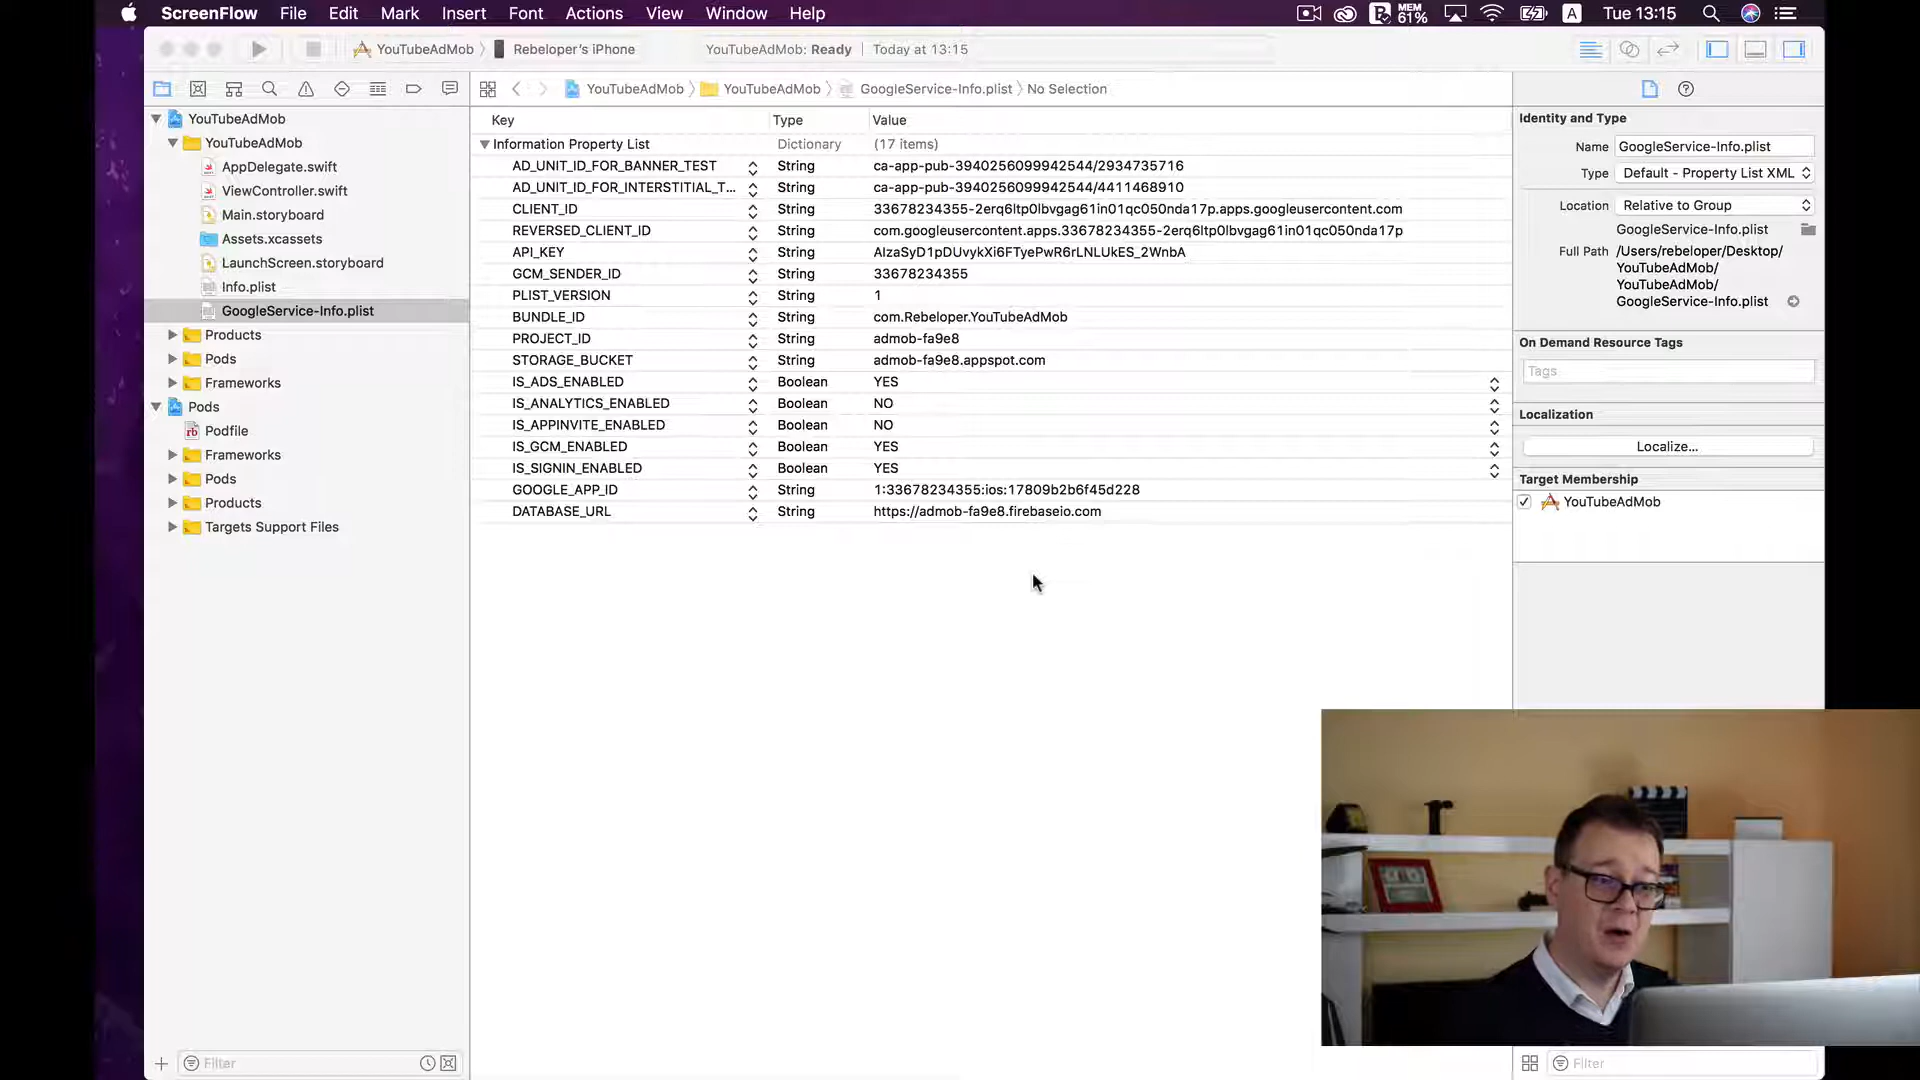 ScreenFlow File Edit Mark Insert Font Actions View Window Help MEM 61% A Tue 13:15
YouTubeAdMob Rebeloper's iPhone YouTubeAdMob: Ready Today at 13:15
YouTubeAdMob YouTubeAdMob GoogleService-Info.plist No Selection
YouTubeAdMob
YouTubeAdMob
AppDelegate.swift
ViewController.swift
Main.storyboard
Assets.xcassets
LaunchScreen.storyboard
Info.plist
GoogleService-Info.plist
Products
Pods
Frameworks
Pods
rb Podfile
Frameworks
Pods
Products
Targets Support Files
Filter
Key Type Value
Information Property List Dictionary (17 items)
AD_UNIT_ID_FOR_BANNER_TEST String ca-app-pub-3940256099942544/2934735716
AD_UNIT_ID_FOR_INTERSTITIAL_T... String ca-app-pub-3940256099942544/4411468910
CLIENT_ID String 33678234355-2erq6ltp0lbvgag61in01qc050nda17p.apps.googleusercontent.com
REVERSED_CLIENT_ID String com.googleusercontent.apps.33678234355-2erq6ltp0lbvgag61in01qc050nda17p
API_KEY String AIzaSyD1pDUvykXi6FTyePwR6rLNLUkES_2WnbA
GCM_SENDER_ID String 33678234355
PLIST_VERSION String 1
BUNDLE_ID String com.Rebeloper.YouTubeAdMob
PROJECT_ID String admob-fa9e8
STORAGE_BUCKET String admob-fa9e8.appspot.com
IS_ADS_ENABLED Boolean YES
IS_ANALYTICS_ENABLED Boolean NO
IS_APPINVITE_ENABLED Boolean NO
IS_GCM_ENABLED Boolean YES
IS_SIGNIN_ENABLED Boolean YES
GOOGLE_APP_ID String 1:33678234355:ios:17809b2b6f45d228
DATABASE_URL String https://admob-fa9e8.firebaseio.com
Identity and Type
Name GoogleService-Info.plist
Type Default - Property List XML
Location Relative to Group
GoogleService-Info.plist
Full Path /Users/rebeloper/Desktop/
YouTubeAdMob/
YouTubeAdMob/
GoogleService-Info.plist
On Demand Resource Tags
Tags
Localization
Localize...
Target Membership
YouTubeAdMob
Filter